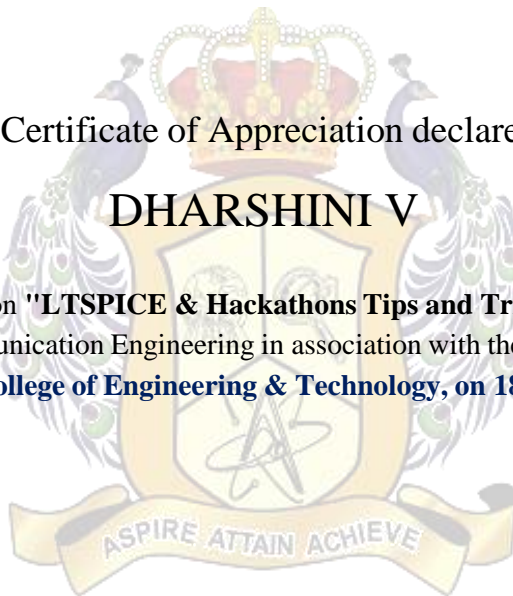 Certificate of Appreciation declare
DHARSHINI V
on "LTSPICE & Hackathons Tips and Tr
unication Engineering in association with the
ollege of Engineering & Technology, on 18
ASPIRE ATTAIN ACHIEVE